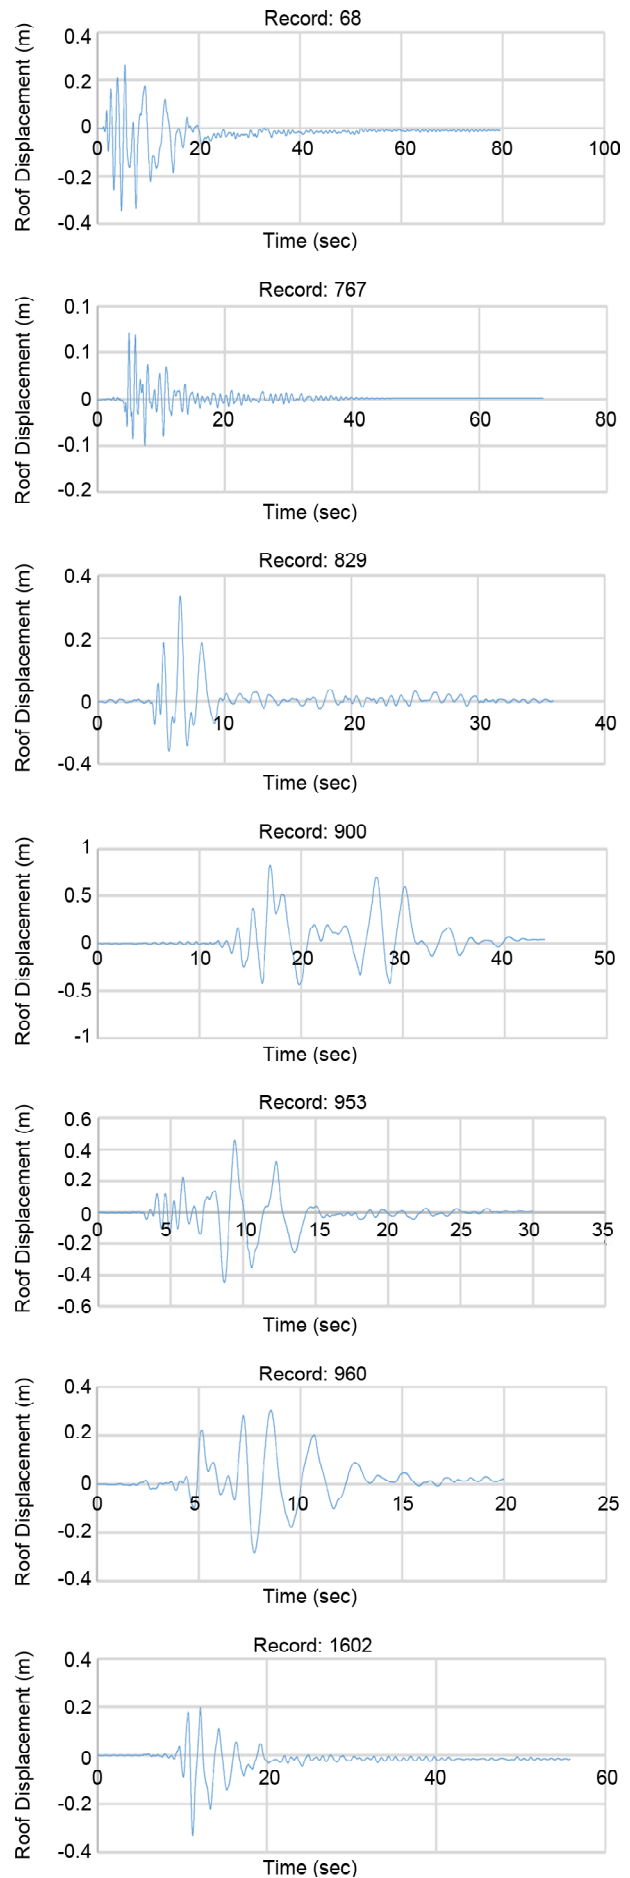 Record: 68
Roof Displacement (m)
0.4
0.2
0
-0.2
-0.4
0 20 40 60 80 100
Time (sec)
Record: 767
Roof Displacement (m)
0.1
0.1
0
-0.1
-0.2
0 20 40 60 80
Time (sec)
Record: 829
Roof Displacement (m)
0.4
0.2
0
-0.4
0 10 20 30 40
Time (sec)
Record: 900
Roof Displacement (m)
1
0.5
0
-0.5
-1
0 10 20 30 40 50
Time (sec)
Record: 953
Roof Displacement (m)
0.6
0.4
0.2
0
-0.2
-0.4
-0.6
0 5 10 15 20 25 30 35
Time (sec)
Record: 960
Roof Displacement (m)
0.4
0.2
0
-0.2
-0.4
0 5 10 15 20 25
Time (sec)
Record: 1602
Roof Displacement (m)
0.4
0.2
0
-0.2
-0.4
0 20 40 60
Time (sec)